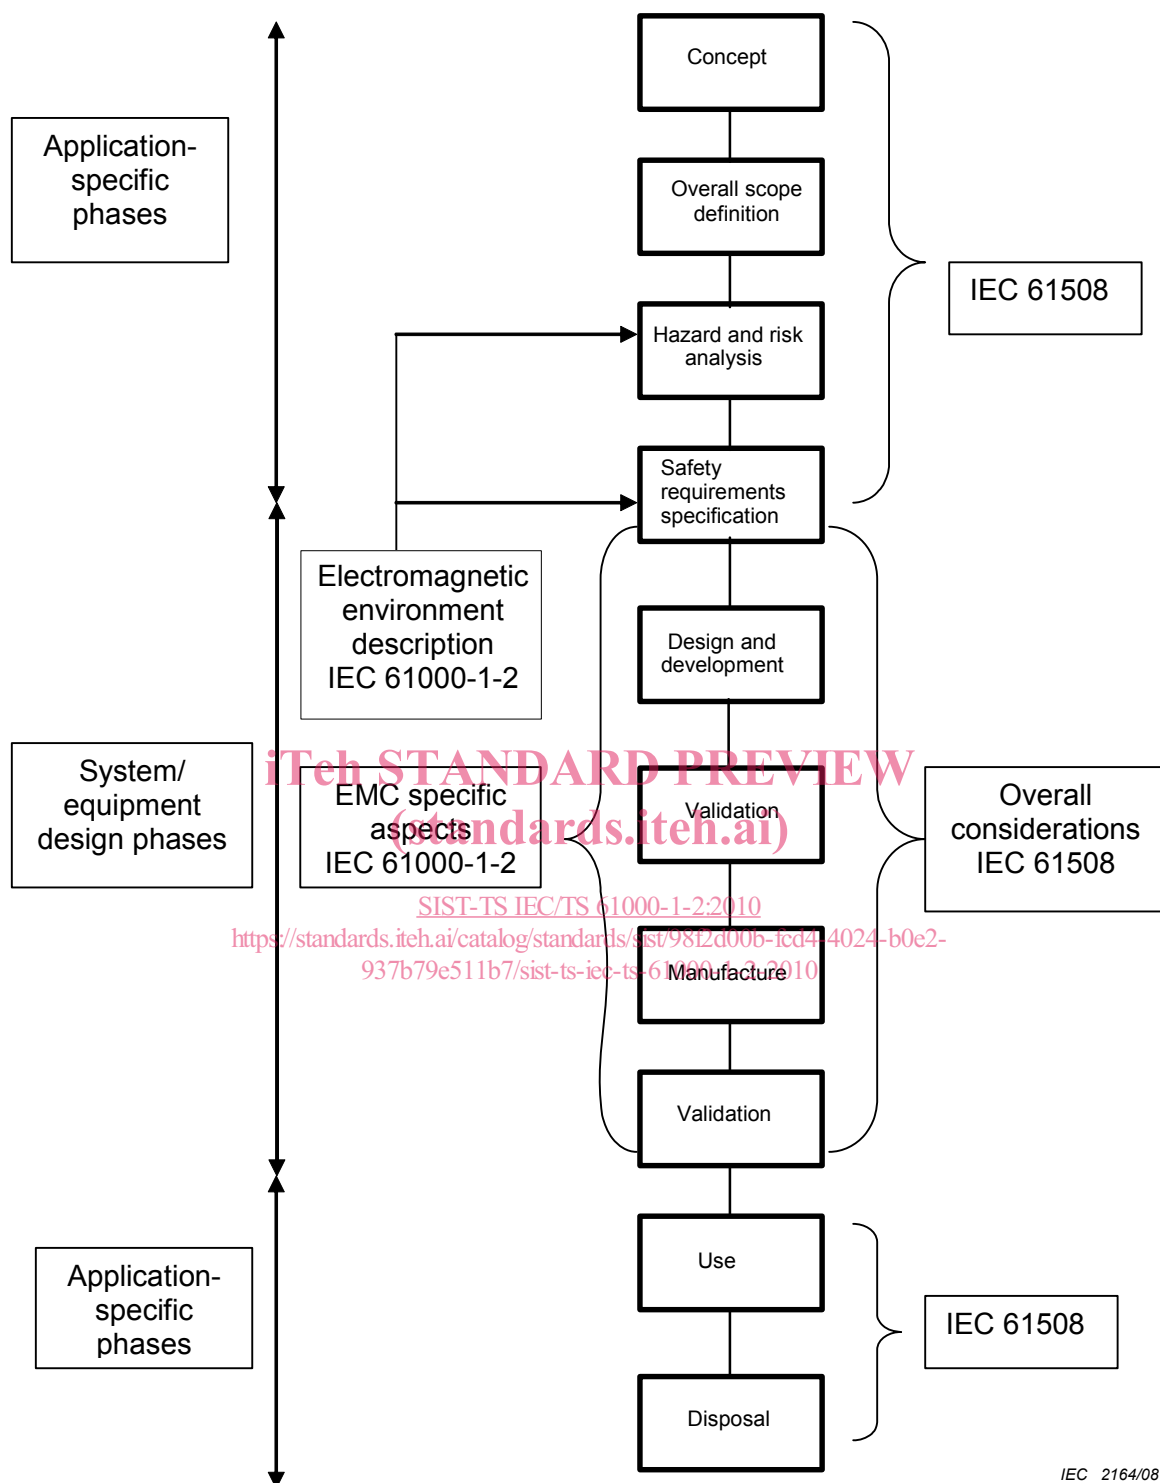 Concept
Application-
specific
phases
Overall scope
definition
IEC 61508
Hazard and risk
analysis
Safety
requirements
specification
Electromagnetic
environment
description
IEC 61000-1-2
Design and
development
iTeh STANDARD PREVIEW
(standards.iteh.ai)
System/
equipment
design phases
EMC specific
aspects
IEC 61000-1-2
Validation
Overall
considerations
IEC 61508
SIST-TS IEC/TS 61000-1-2:2010
https://standards.iteh.ai/catalog/standards/sist/98f2d00b-fcd4-4024-b0e2-
937b79e511b7/sist-ts-iec-ts-61000-1-2-2010
Manufacture
Validation
Use
Application-
specific
phases
IEC 61508
Disposal
IEC 2164/08